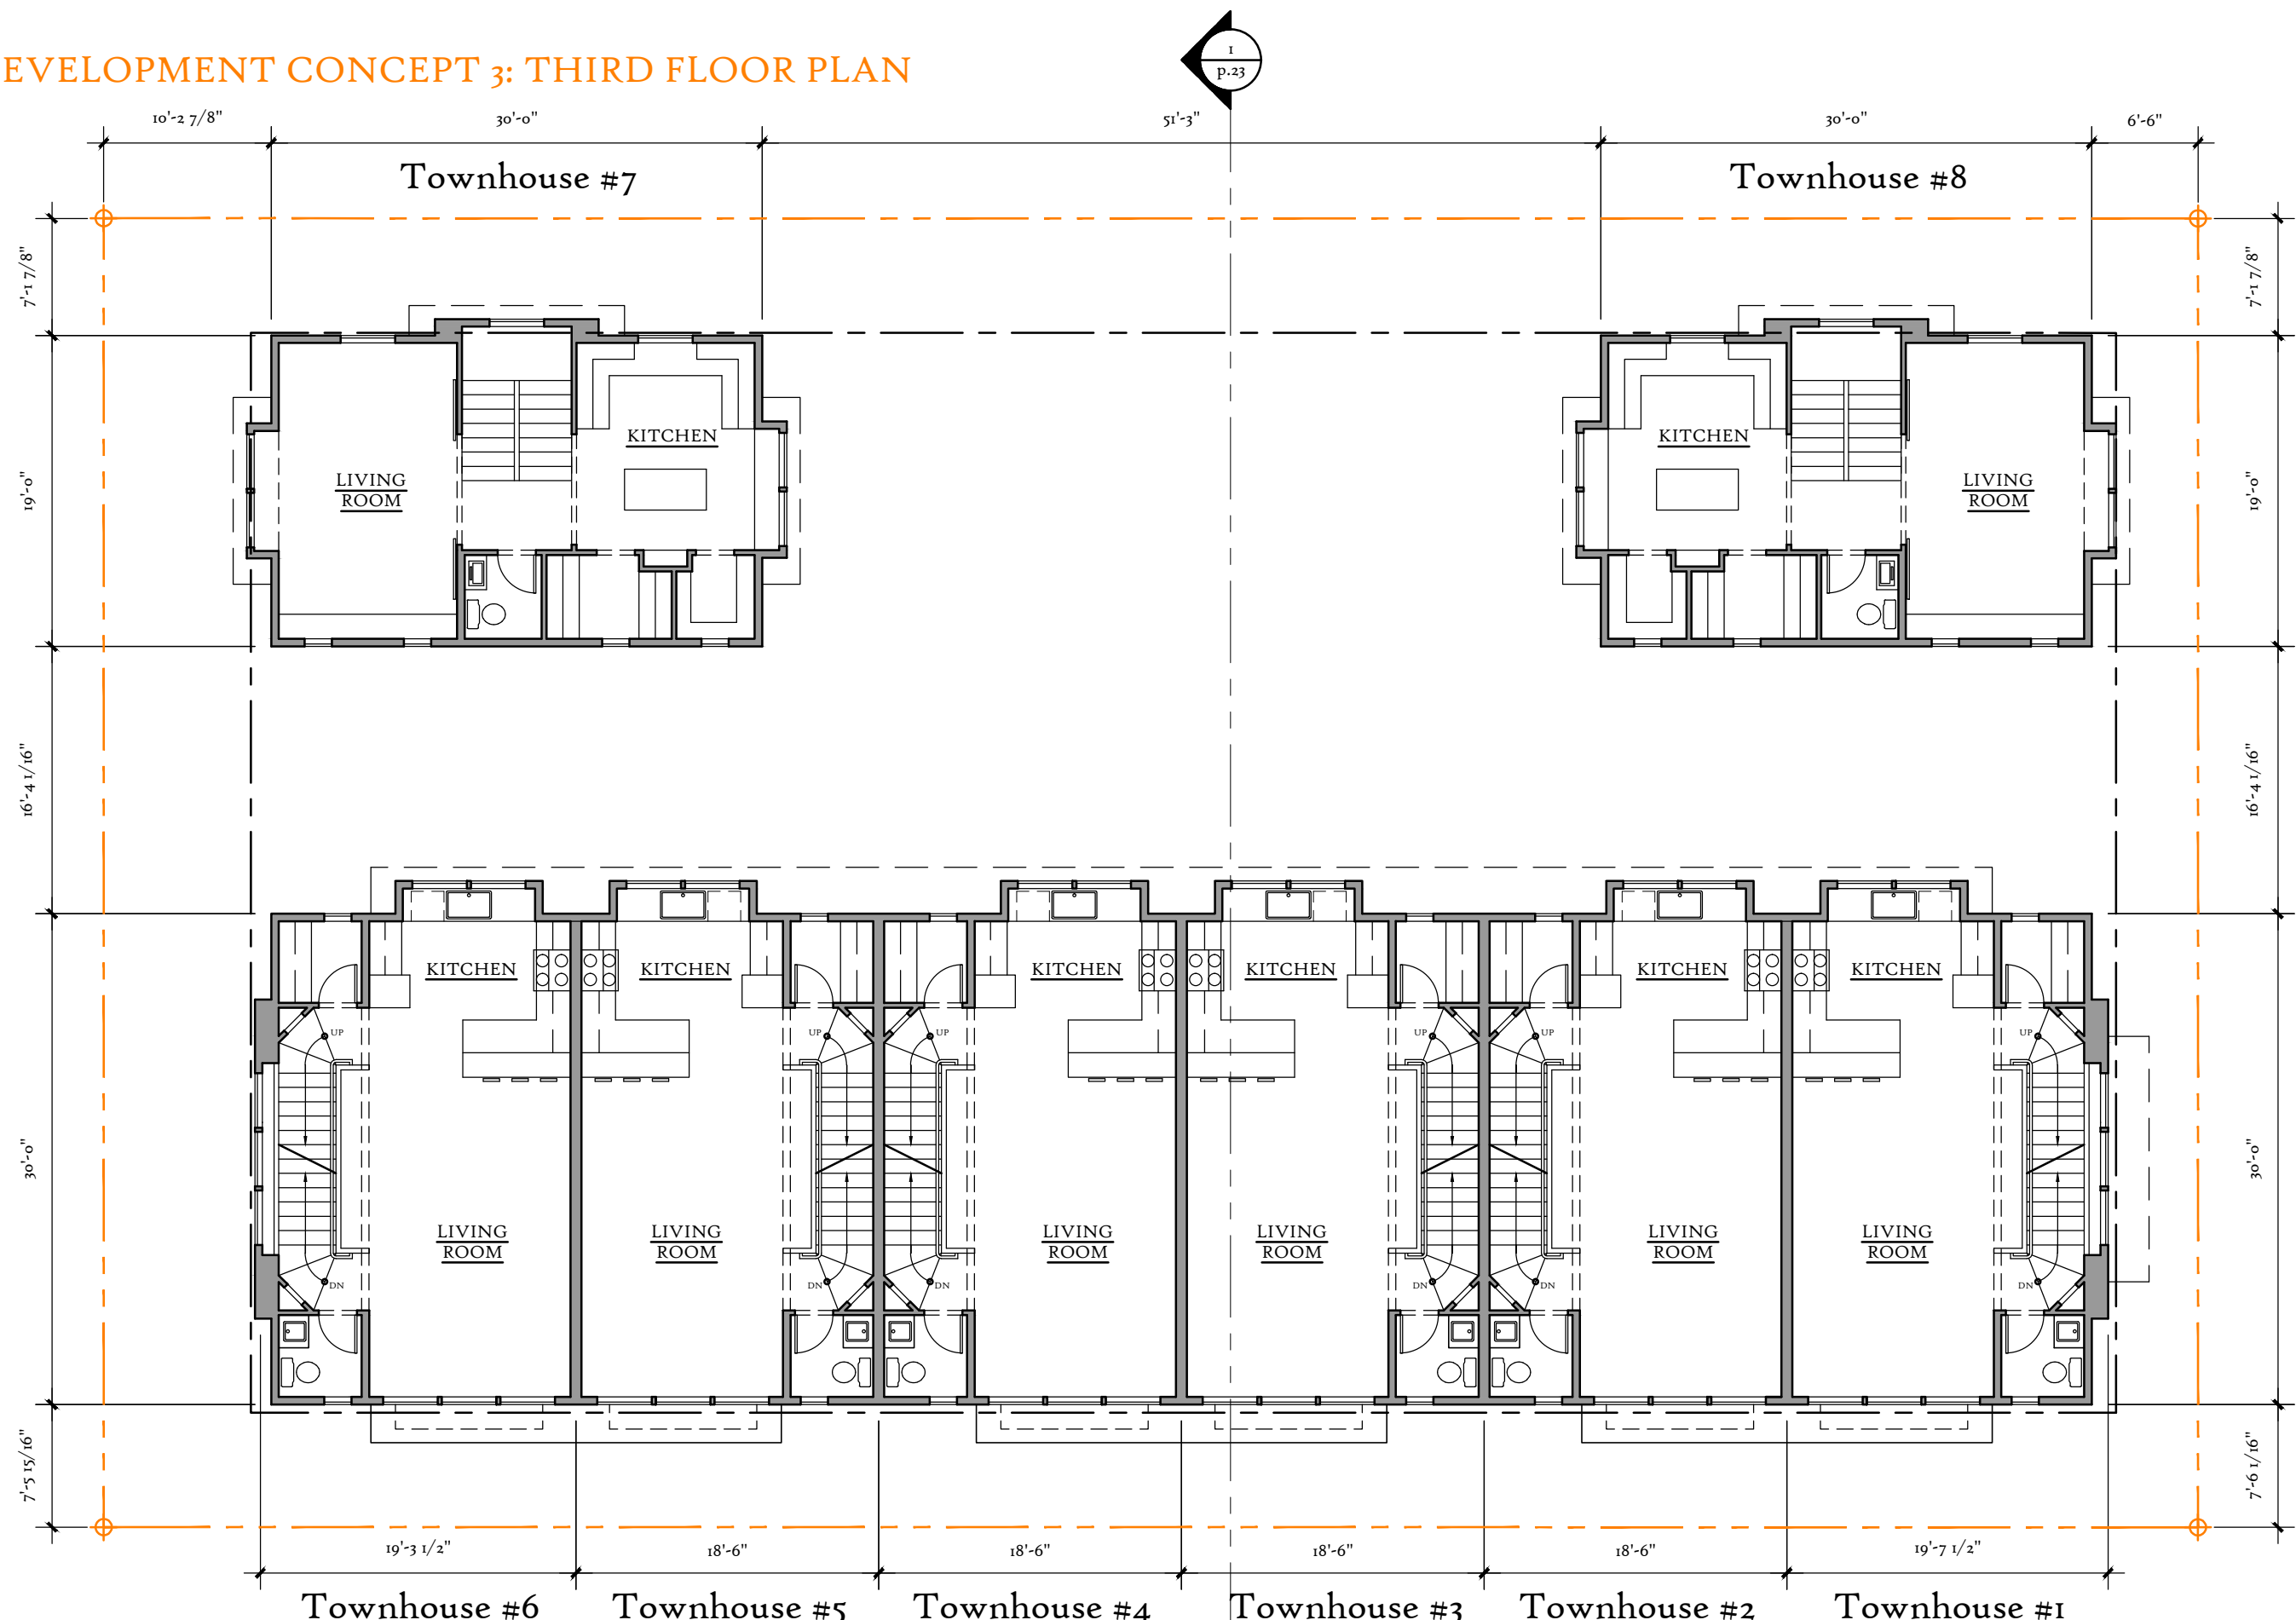 EVELOPMENT CONCEPT 3: THIRD FLOOR PLAN
1
p.23
10'-2 7/8"
30'-0"
51'-3"
30'-0"
6'-6"
Townhouse #7
Townhouse #8
7'-1 7/8"
7'-1 7/8"
KITCHEN
KITCHEN
LIVING
ROOM
LIVING
ROOM
19'-0"
19'-0"
16'-4 1/16"
16'-4 1/16"
KITCHEN
KITCHEN
KITCHEN
KITCHEN
KITCHEN
KITCHEN
UP
UP
UP
UP
UP
UP
30'-0"
30'-0"
LIVING
ROOM
LIVING
ROOM
LIVING
ROOM
LIVING
ROOM
LIVING
ROOM
LIVING
ROOM
DN
DN
DN
DN
DN
DN
7'-5 15/16"
7'-6 1/16"
19'-3 1/2"
18'-6"
18'-6"
18'-6"
18'-6"
19'-7 1/2"
Townhouse #6
Townhouse #5
Townhouse #4
Townhouse #3
Townhouse #2
Townhouse #1